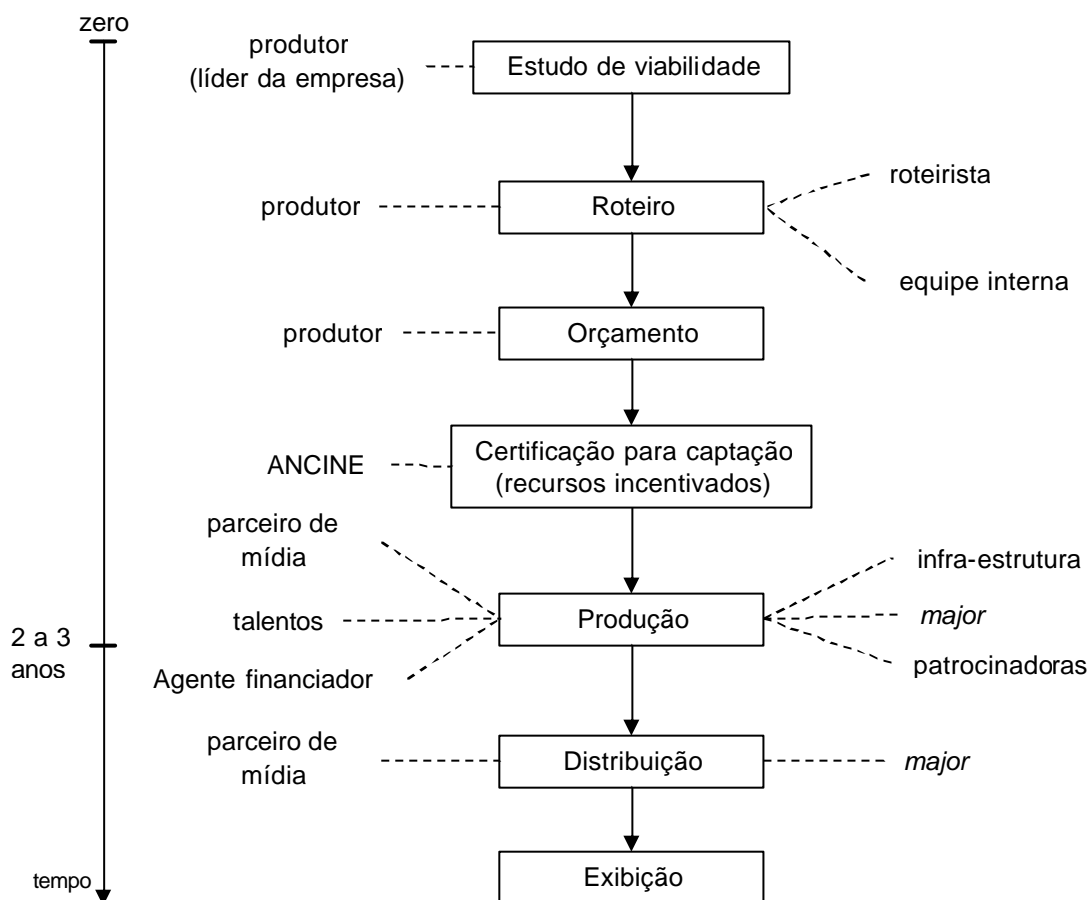 zero
produtor
(líder da empresa)
Estudo de viabilidade
roteirista
produtor
Roteiro
equipe interna
produtor
Orçamento
ANCINE
Certificação para captação
(recursos incentivados)
parceiro de
mídia
infra-estrutura
talentos
Produção
major
2 a 3
anos
Agente financiador
patrocinadoras
parceiro de
mídia
Distribuição
major
tempo
Exibição